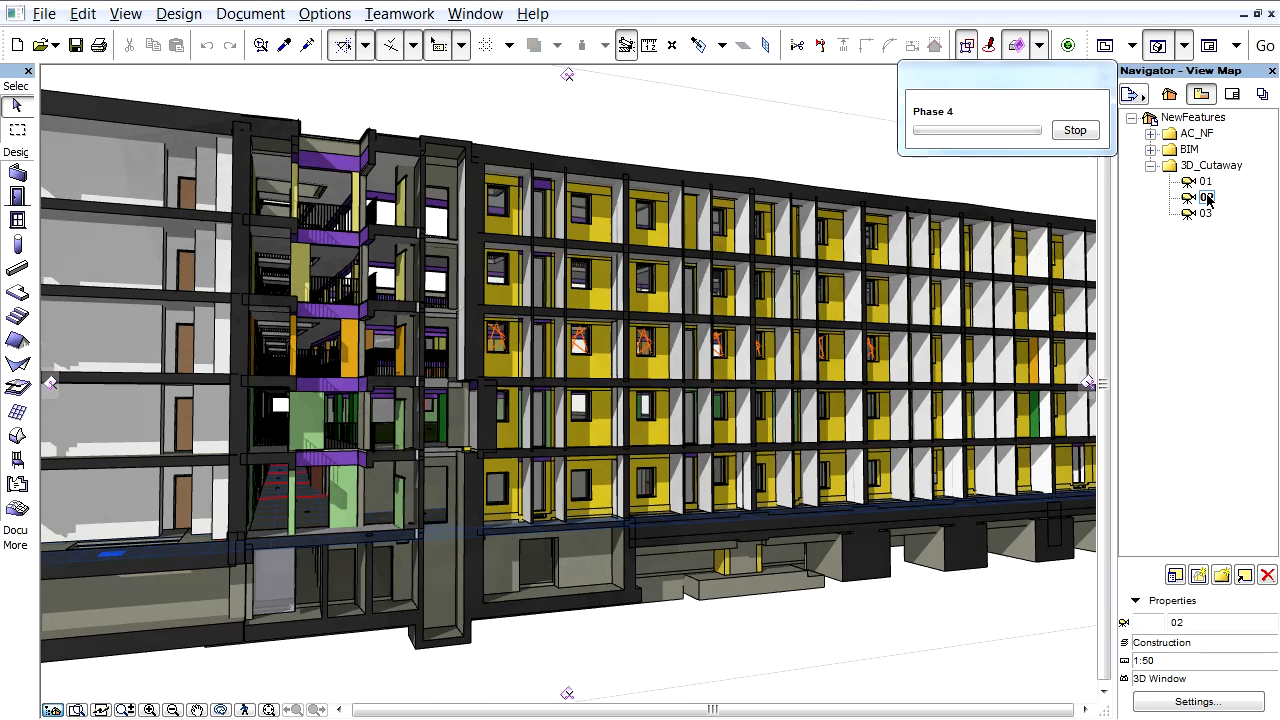 File Edit View Design Document Options Teamwork Window Help
Go
Navigator - View Map
Selec
Phase 4
Stop
NewFeatures
AC_NF
BIM
3D_Cutaway
01
03
Desig
Docu
More
Properties
02
Construction
1:50
3D Window
Settings...